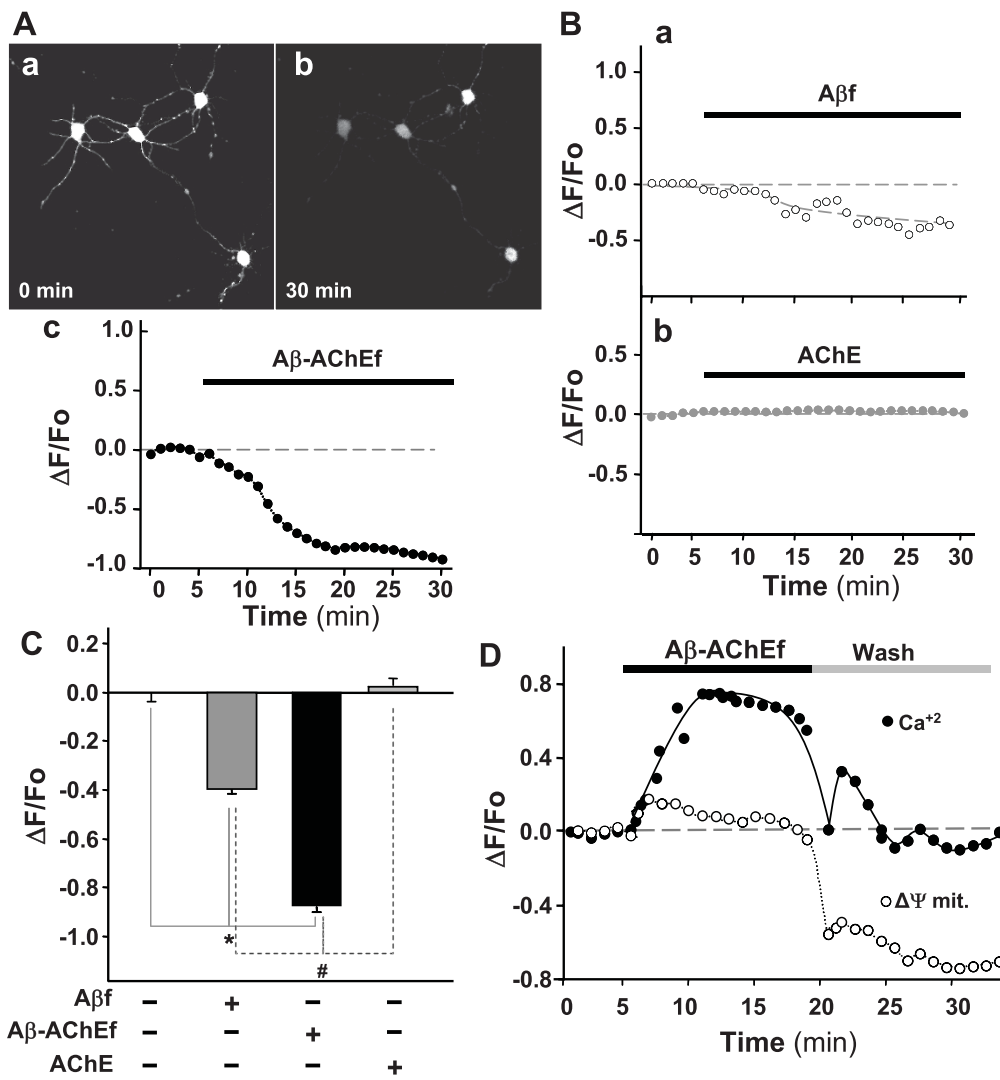 A
a
b
0 min
30 min
c
1.0
0.5
0.0
-0.5
-1.0
ΔF/Fo
Aβ-AChEf
0 5 10 15 20 25 30
Time (min)
B
a
1.0
0.5
0.0
-0.5
ΔF/Fo
Aβf
b
0.5
0.0
-0.5
ΔF/Fo
AChE
0 5 10 15 20 25 30
Time (min)
C
0.2
0.0
-0.2
-0.4
-0.6
-0.8
-1.0
ΔF/Fo
*
#
Aβf - + - -
Aβ-AChEf - - + -
AChE - - - +
D
Aβ-AChEf Wash
0.8
0.4
0.0
-0.4
-0.8
ΔF/Fo
Ca+2
ΔΨ mit.
0 5 10 15 20 25 30
Time (min)